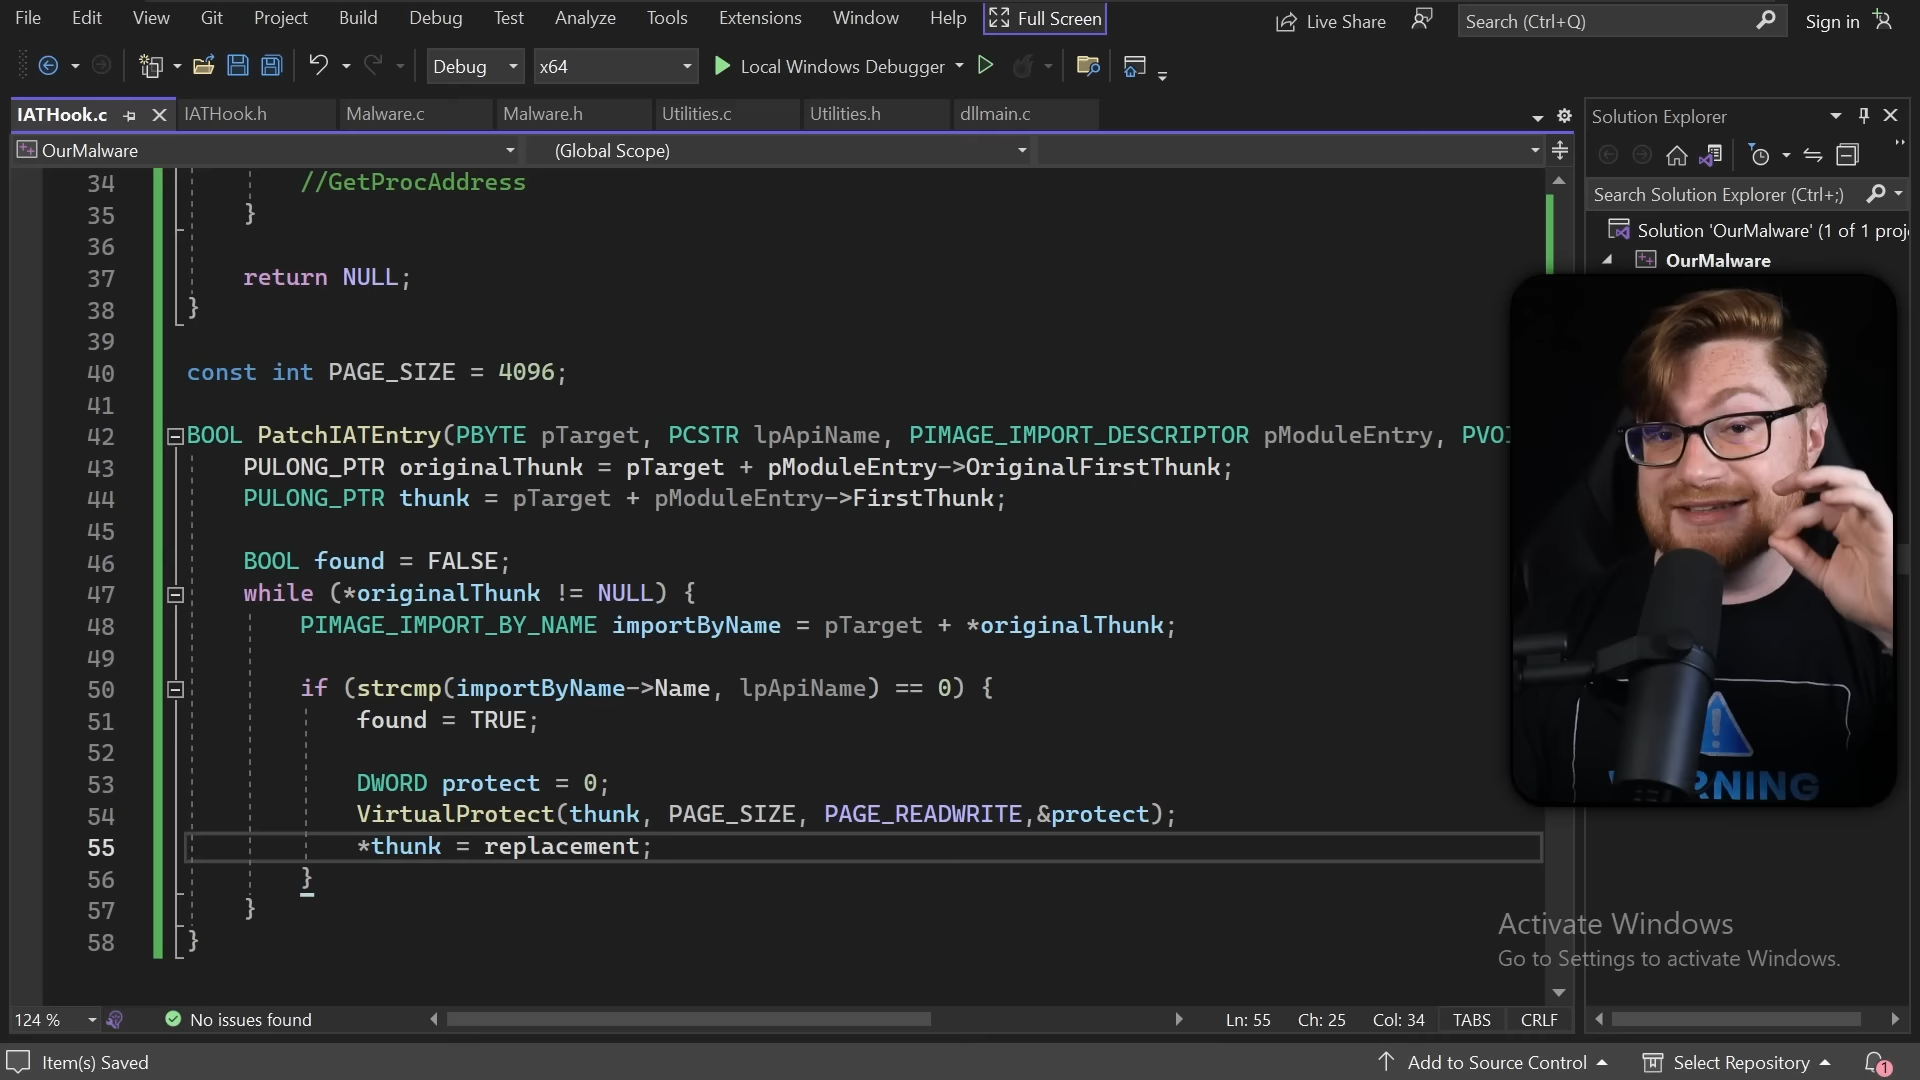 File Edit View Git Project Build Debug Test Analyze Tools Extensions Window Help Full Screen Live Share Search (Ctrl+Q) Sign in
Debug x64 Local Windows Debugger
IATHook.c IATHook.h Malware.c Malware.h Utilities.c Utilities.h dllmain.c
OurMalware (Global Scope)
34 //GetProcAddress
35 }
36
37 return NULL;
38 }
39
40 const int PAGE_SIZE = 4096;
41
42 BOOL PatchIATEntry(PBYTE pTarget, PCSTR lpApiName, PIMAGE_IMPORT_DESCRIPTOR pModuleEntry, PVOI
43 PULONG_PTR originalThunk = pTarget + pModuleEntry->OriginalFirstThunk;
44 PULONG_PTR thunk = pTarget + pModuleEntry->FirstThunk;
45
46 BOOL found = FALSE;
47 while (*originalThunk != NULL) {
48 PIMAGE_IMPORT_BY_NAME importByName = pTarget + *originalThunk;
49
50 if (strcmp(importByName->Name, lpApiName) == 0) {
51 found = TRUE;
52
53 DWORD protect = 0;
54 VirtualProtect(thunk, PAGE_SIZE, PAGE_READWRITE,&protect);
55 *thunk = replacement;
56 }
57 }
58 }
124 % No issues found Ln: 55 Ch: 25 Col: 34 TABS CRLF
Solution Explorer
Search Solution Explorer (Ctrl+;)
Solution 'OurMalware' (1 of 1 proj
OurMalware
Activate Windows
Go to Settings to activate Windows.
Item(s) Saved Add to Source Control Select Repository 1